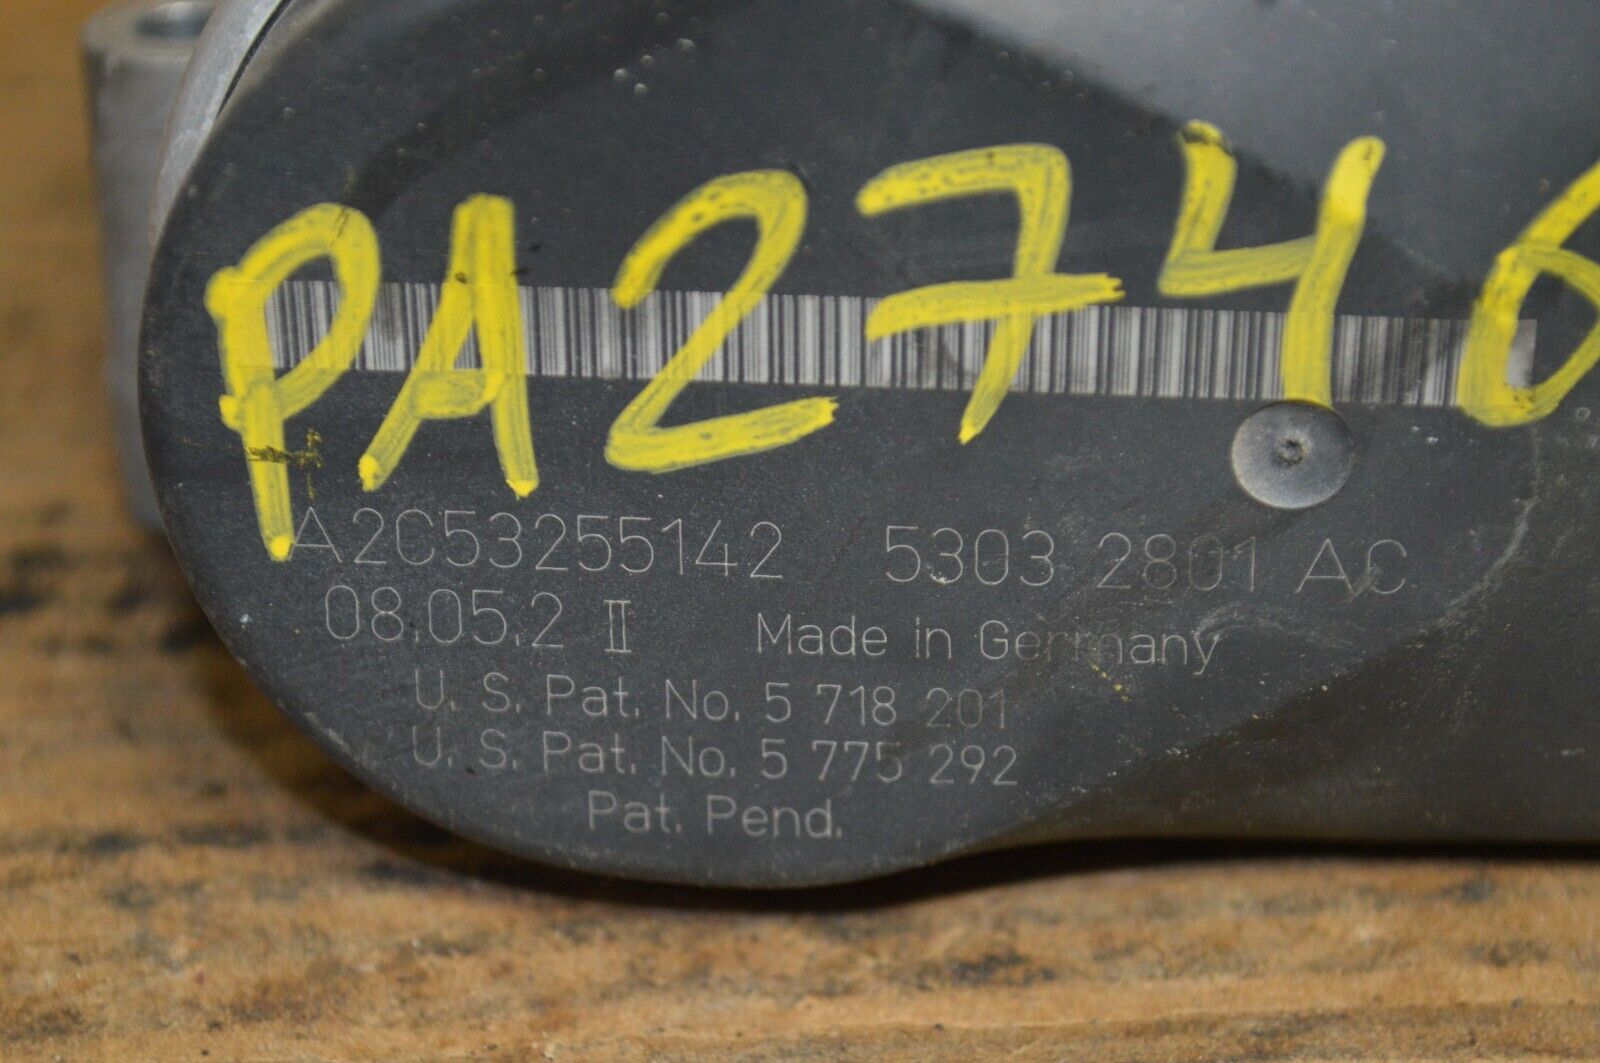 PA2746
A2C53255142 5303 2801 AC
08.05.2 II Made in Germany
U. S. Pat. No. 5 718 201
U. S. Pat. No. 5 775 292
Pat. Pend.